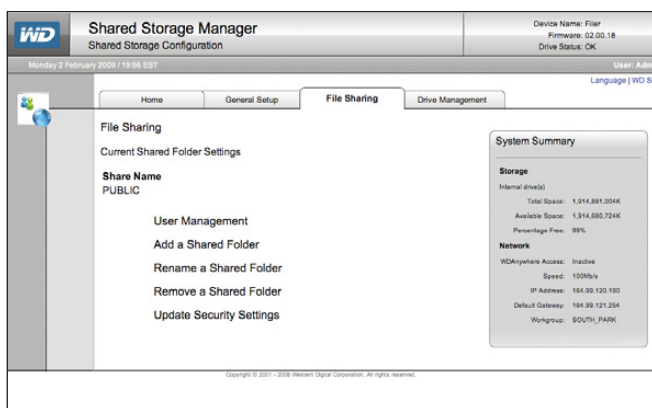 WD
Shared Storage Manager
Shared Storage Configuration
Device Name: Filer
Firmware: 02.00.18
Drive Status: OK
Monday 2 February 2009 / 19:56 EST
User: Adm
Language | WD S
Home
General Setup
File Sharing
Drive Management
File Sharing
Current Shared Folder Settings
Share Name
PUBLIC
User Management
Add a Shared Folder
Rename a Shared Folder
Remove a Shared Folder
Update Security Settings
System Summary
Storage
Internal drive(s)
Total Space: 1,914,881,004K
Available Space: 1,914,680,724K
Percentage Free: 99%
Network
WDAnywhere Access: Inactive
Speed: 100Mb/s
IP Address: 164.99.120.190
Default Gateway: 164.99.121.254
Workgroup: SOUTH_PARK
Copyright © 2001 - 2008 Western Digital Corporation, All rights reserved.